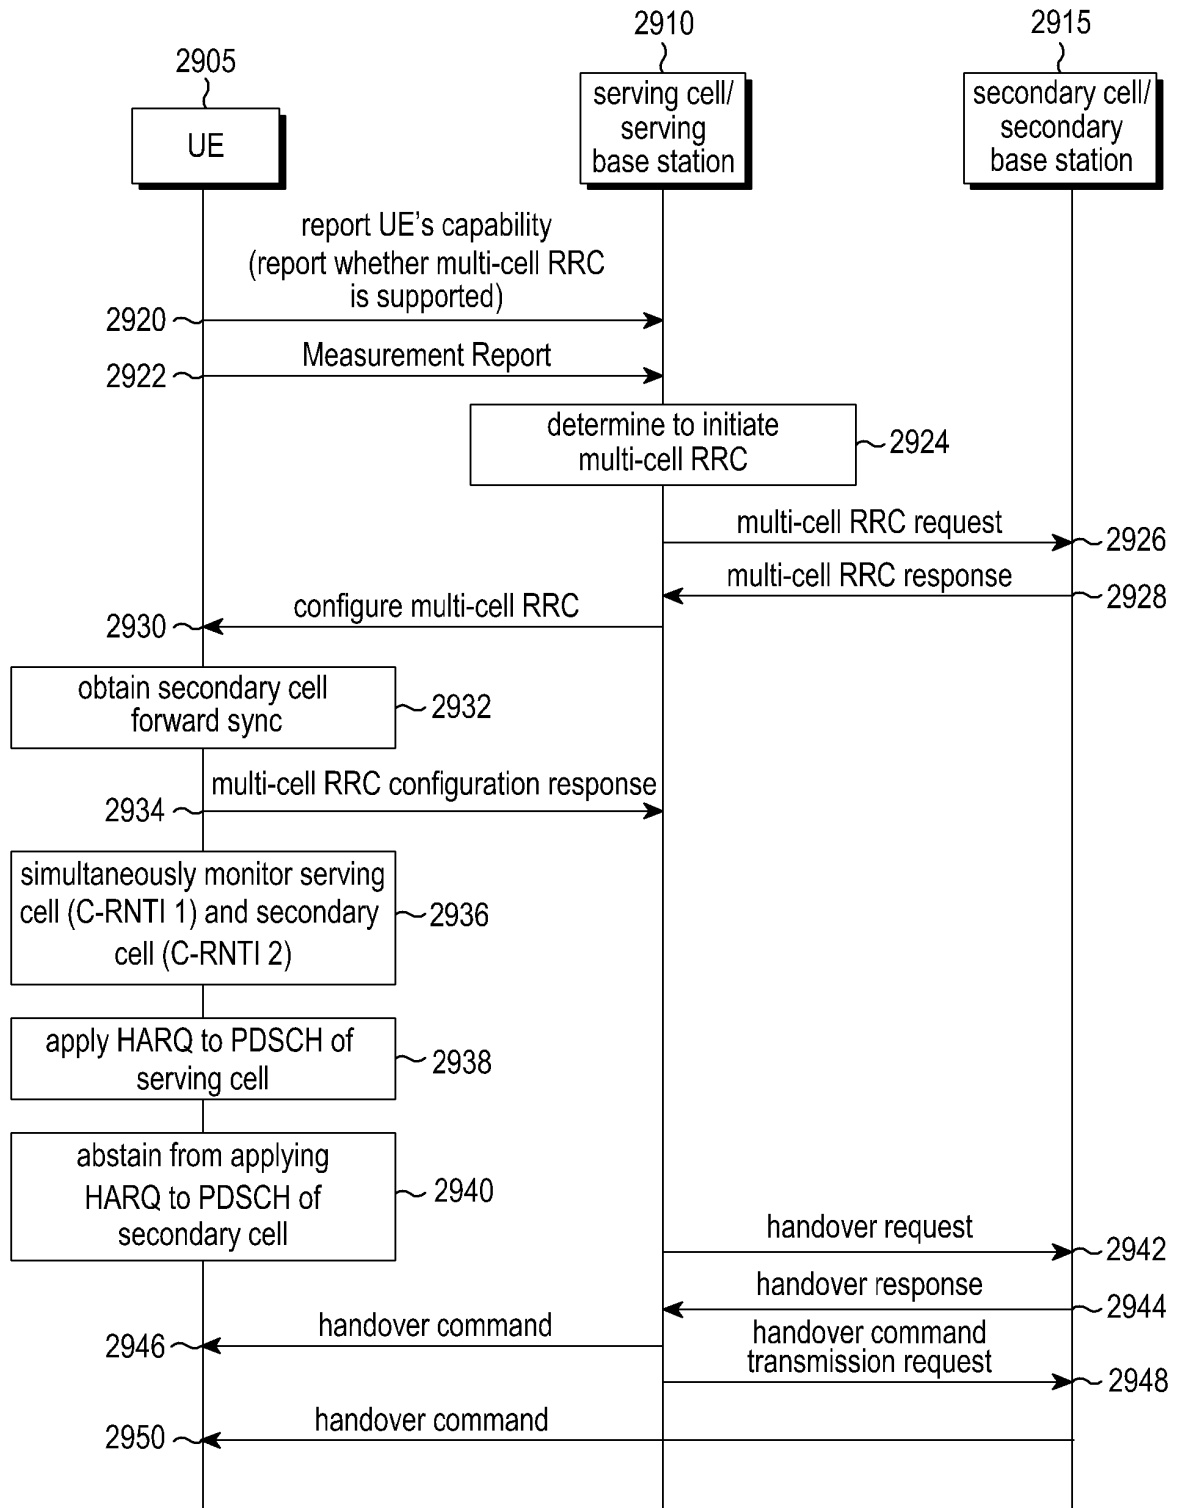 2910
2915
2905
serving cell/
serving
base station
secondary cell/
secondary
base station
UE
report UE's capability
(report whether multi-cell RRC
is supported)
2920
Measurement Report
2922
determine to initiate
multi-cell RRC
2924
multi-cell RRC request
2926
multi-cell RRC response
2928
configure multi-cell RRC
2930
obtain secondary cell
forward sync
2932
multi-cell RRC configuration response
2934
simultaneously monitor serving
cell (C-RNTI 1) and secondary
cell (C-RNTI 2)
2936
apply HARQ to PDSCH of
serving cell
2938
abstain from applying
HARQ to PDSCH of
secondary cell
2940
handover request
2942
handover response
2944
handover command
2946
handover command
transmission request
2948
handover command
2950